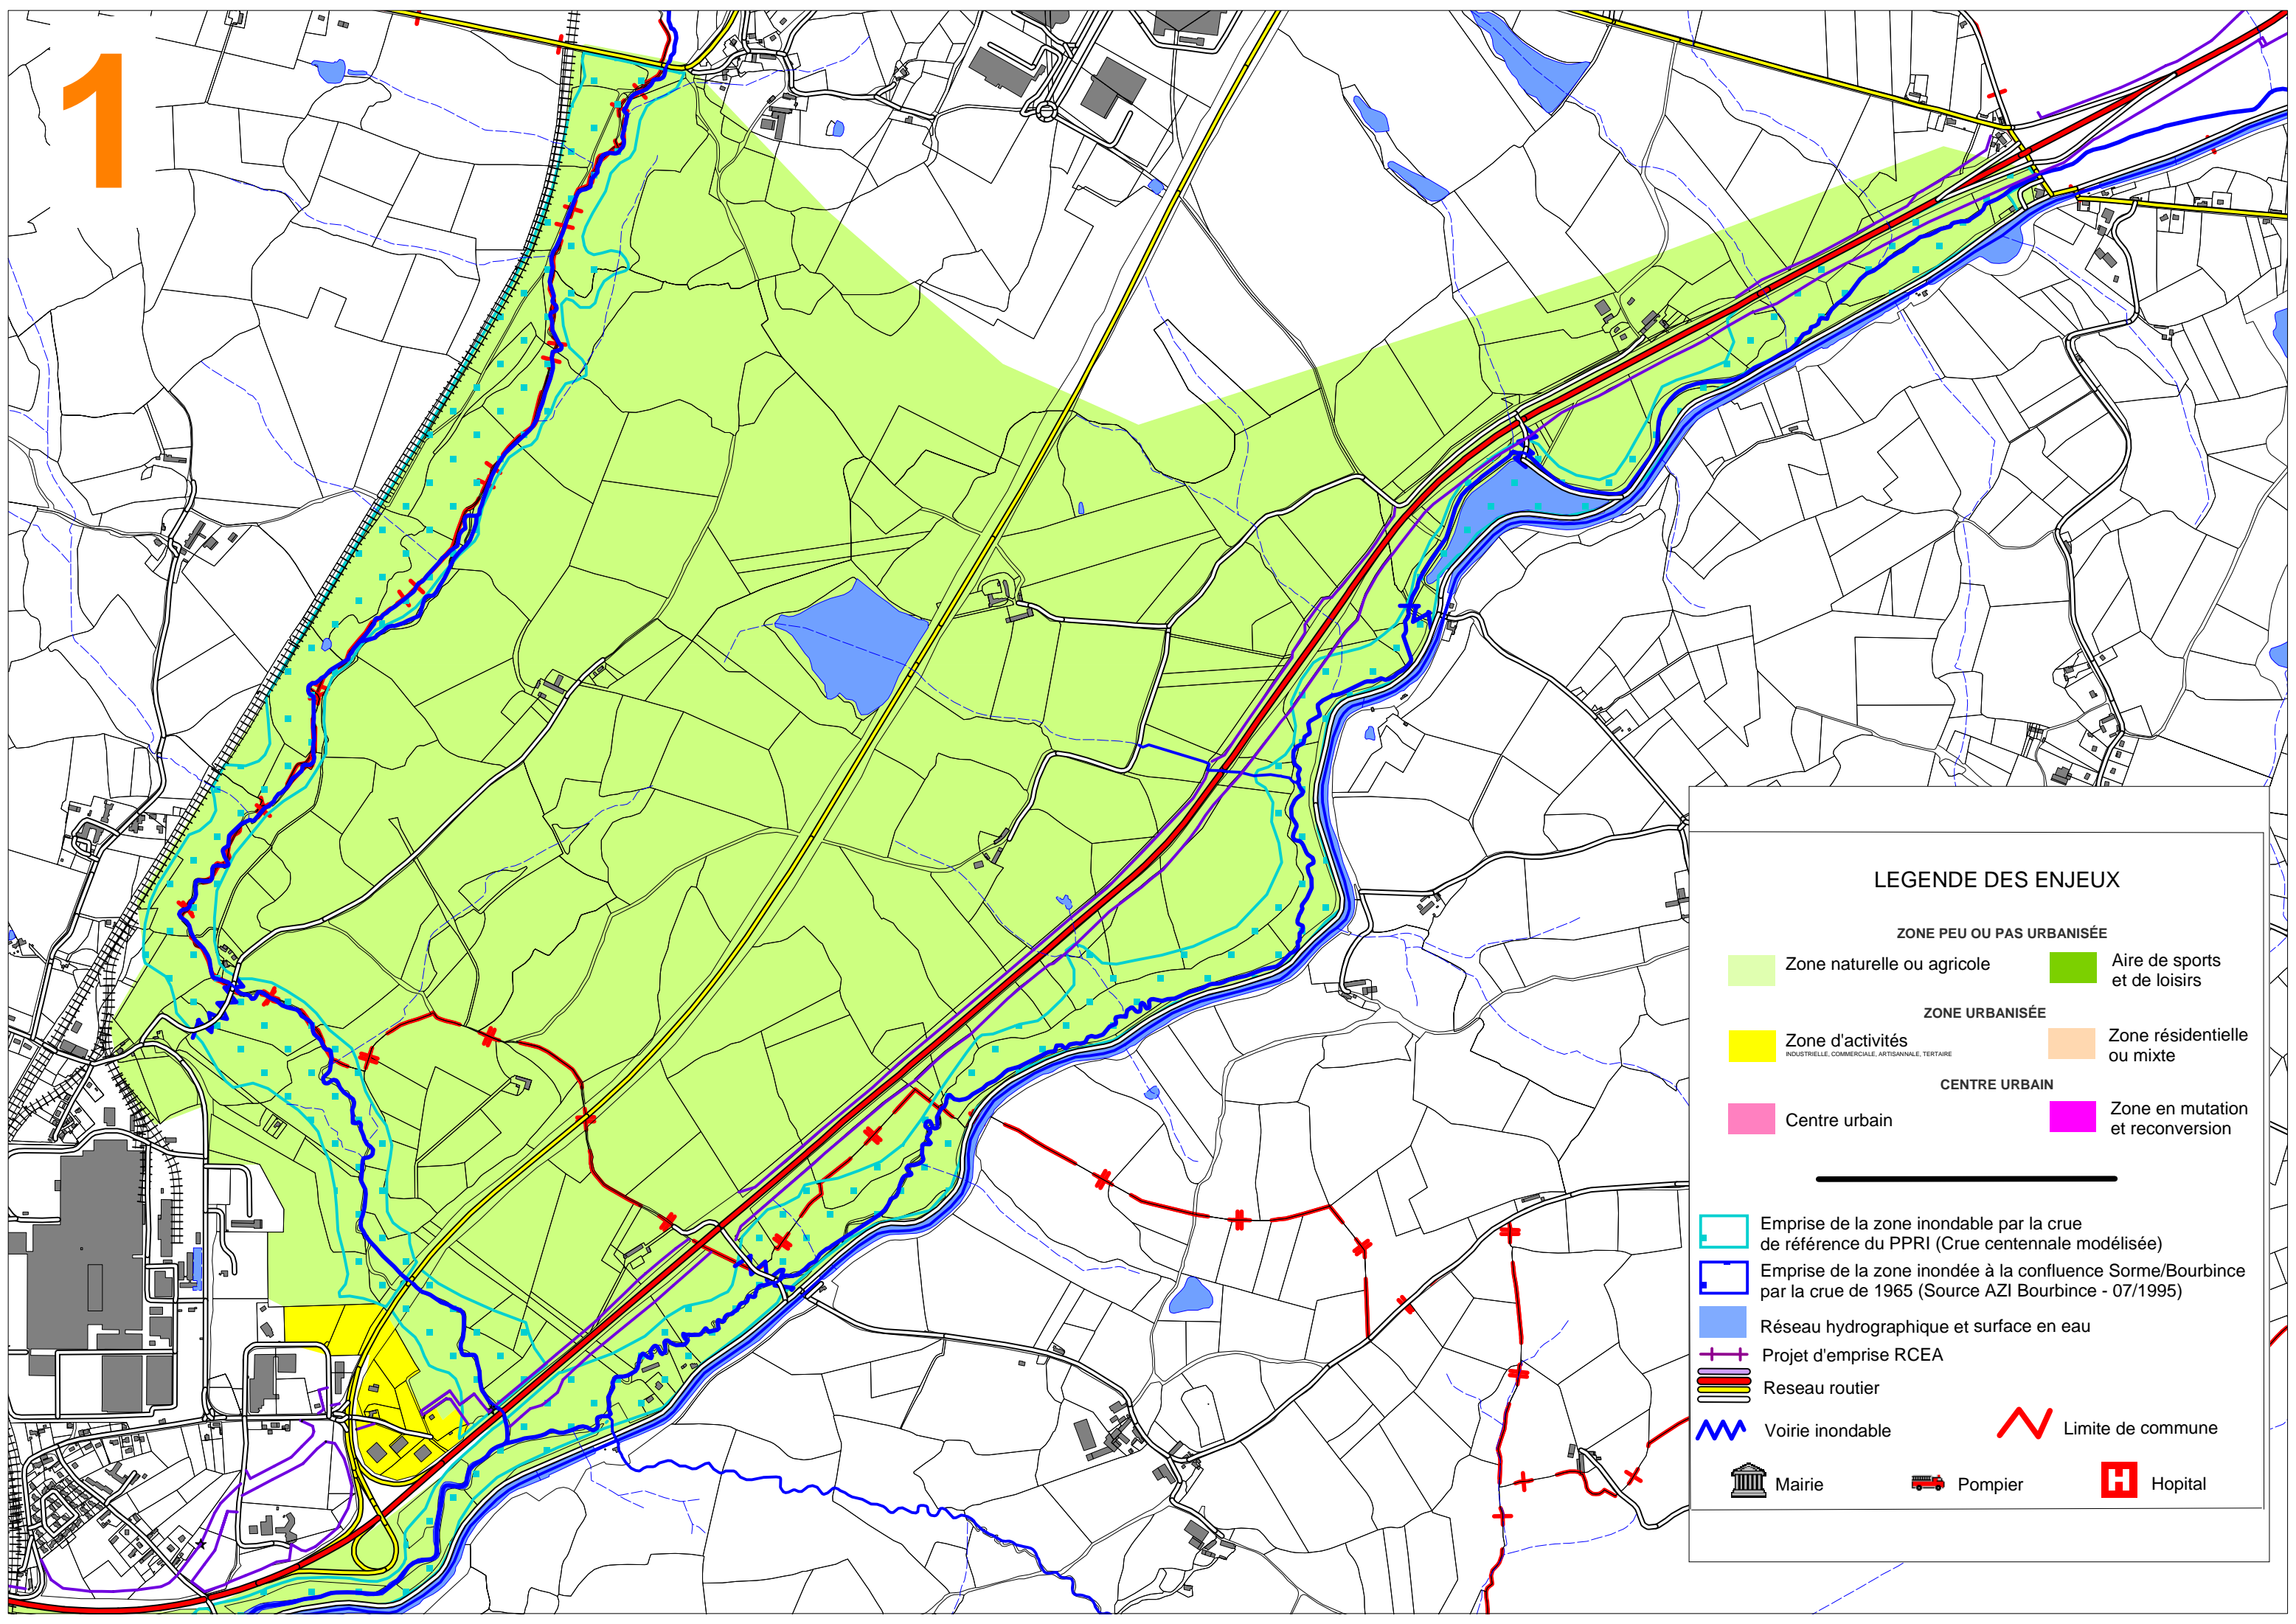 1
LEGENDE DES ENJEUX
ZONE PEU OU PAS URBANISÉE
Zone naturelle ou agricole
Aire de sports
et de loisirs
ZONE URBANISÉE
Zone d'activités
INDUSTRIELLE, COMMERCIALE, ARTISANNALE, TERTAIRE
Zone résidentielle
ou mixte
CENTRE URBAIN
Centre urbain
Zone en mutation
et reconversion
Emprise de la zone inondable par la crue
de référence du PPRI (Crue centennale modélisée)
Emprise de la zone inondée à la confluence Sorme/Bourbince
par la crue de 1965 (Source AZI Bourbince - 07/1995)
Réseau hydrographique et surface en eau
Projet d'emprise RCEA
Reseau routier
Voirie inondable
Limite de commune
Mairie
Pompier
H
Hopital